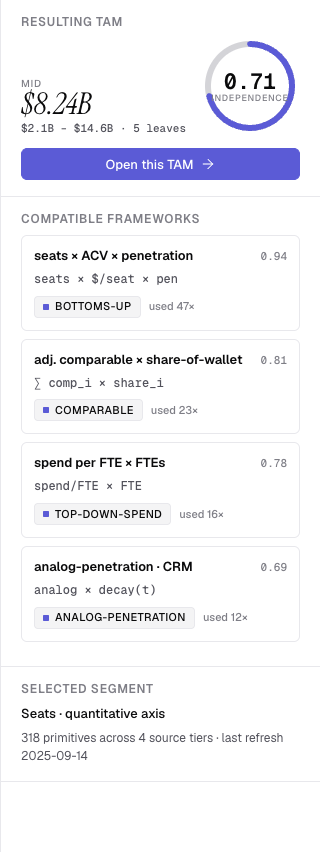 RESULTING TAM
MID
$8.24B
$2.1B – $14.6B · 5 leaves
0.71
INDEPENDENCE
Open this TAM →
COMPATIBLE FRAMEWORKS
seats × ACV × penetration 0.94
seats × $/seat × pen
BOTTOMS-UP used 47×
adj. comparable × share-of-wallet 0.81
∑ comp_i × share_i
COMPARABLE used 23×
spend per FTE × FTEs 0.78
spend/FTE × FTE
TOP-DOWN-SPEND used 16×
analog-penetration · CRM 0.69
analog × decay(t)
ANALOG-PENETRATION used 12×
SELECTED SEGMENT
Seats · quantitative axis
318 primitives across 4 source tiers · last refresh
2025-09-14